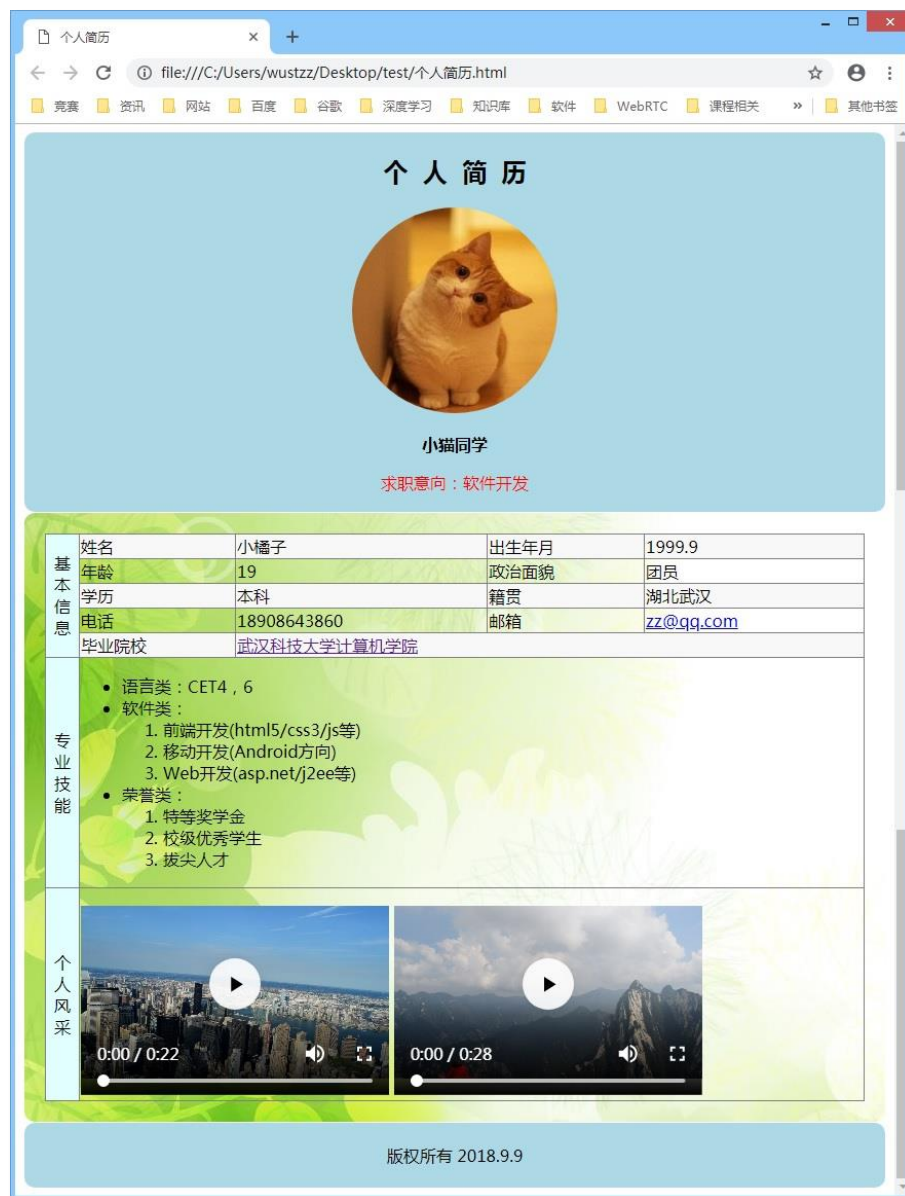 个人简历
file:///C:/Users/wustzz/Desktop/test/个人简历.html
竞赛 资讯 网站 百度 谷歌 深度学习 知识库 软件 WebRTC 课程相关 » 其他书签
个 人 简 历
小猫同学
求职意向：软件开发
基本信息
姓名 小橘子 出生年月 1999.9
年龄 19 政治面貌 团员
学历 本科 籍贯 湖北武汉
电话 18908643860 邮箱 zz@qq.com
毕业院校 武汉科技大学计算机学院
专业技能
• 语言类：CET4，6
• 软件类：
1. 前端开发(html5/css3/js等)
2. 移动开发(Android方向)
3. Web开发(asp.net/j2ee等)
• 荣誉类：
1. 特等奖学金
2. 校级优秀学生
3. 拔尖人才
个人风采
0:00 / 0:22
0:00 / 0:28
版权所有 2018.9.9